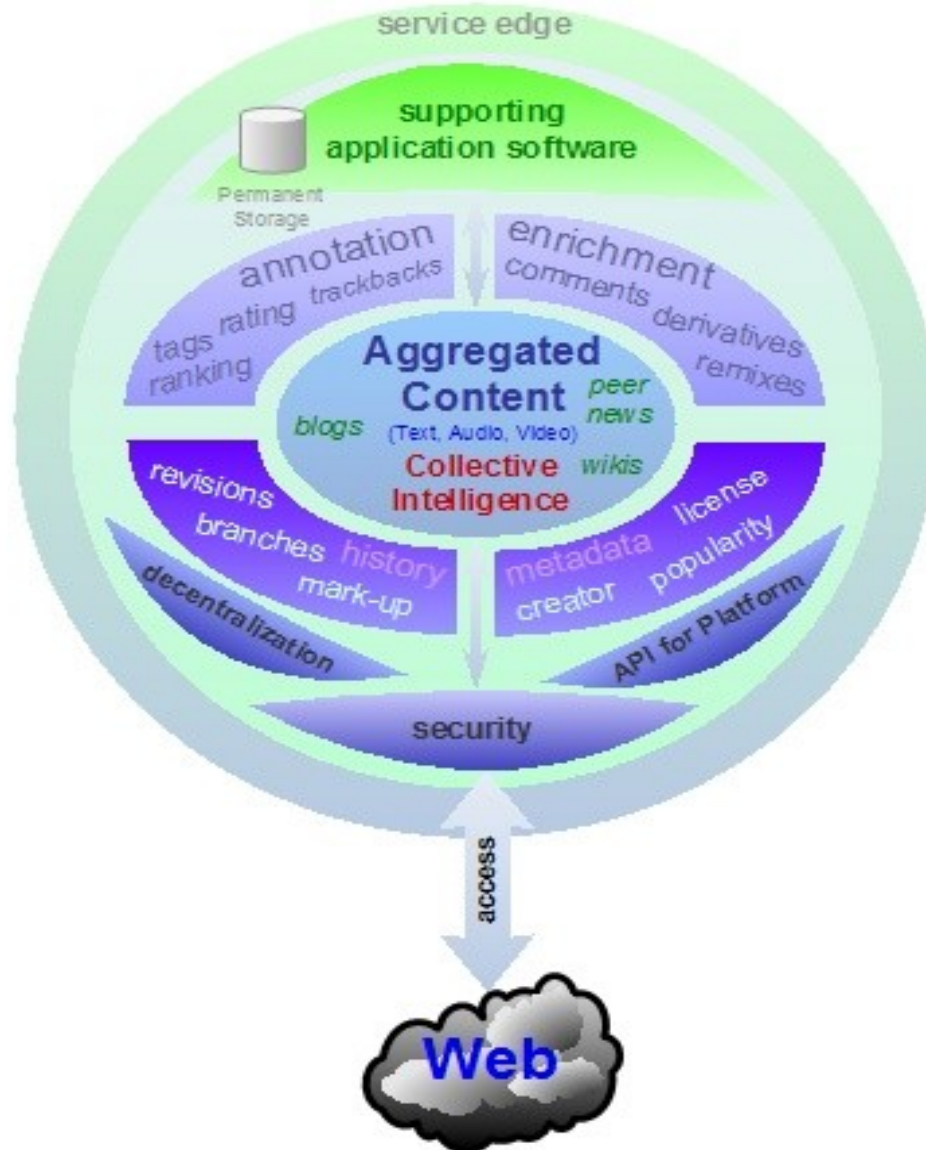 service edge
supporting
application software
Permanent
Storage
annotation
tags rating trackbacks
ranking
enrichment
comments
derivatives
remixes
Aggregated
Content
(Text, Audio, Video)
blogs
peer
news
wikis
Collective
Intelligence
revisions
branches history
mark-up
license
metadata popularity
creator
decentralization
API for Platform
security
access
Web